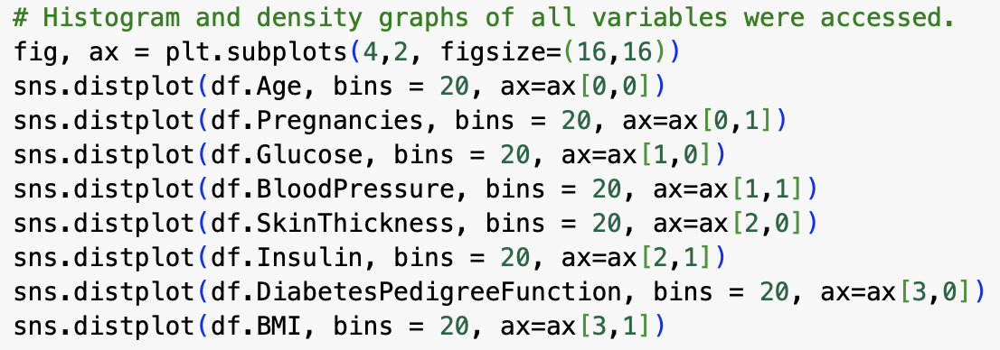 # Histogram and density graphs of all variables were accessed.
fig, ax = plt.subplots(4,2, figsize=(16,16))
sns.distplot(df.Age, bins = 20, ax=ax[0,0])
sns.distplot(df.Pregnancies, bins = 20, ax=ax[0,1])
sns.distplot(df.Glucose, bins = 20, ax=ax[1,0])
sns.distplot(df.BloodPressure, bins = 20, ax=ax[1,1])
sns.distplot(df.SkinThickness, bins = 20, ax=ax[2,0])
sns.distplot(df.Insulin, bins = 20, ax=ax[2,1])
sns.distplot(df.DiabetesPedigreeFunction, bins = 20, ax=ax[3,0])
sns.distplot(df.BMI, bins = 20, ax=ax[3,1])